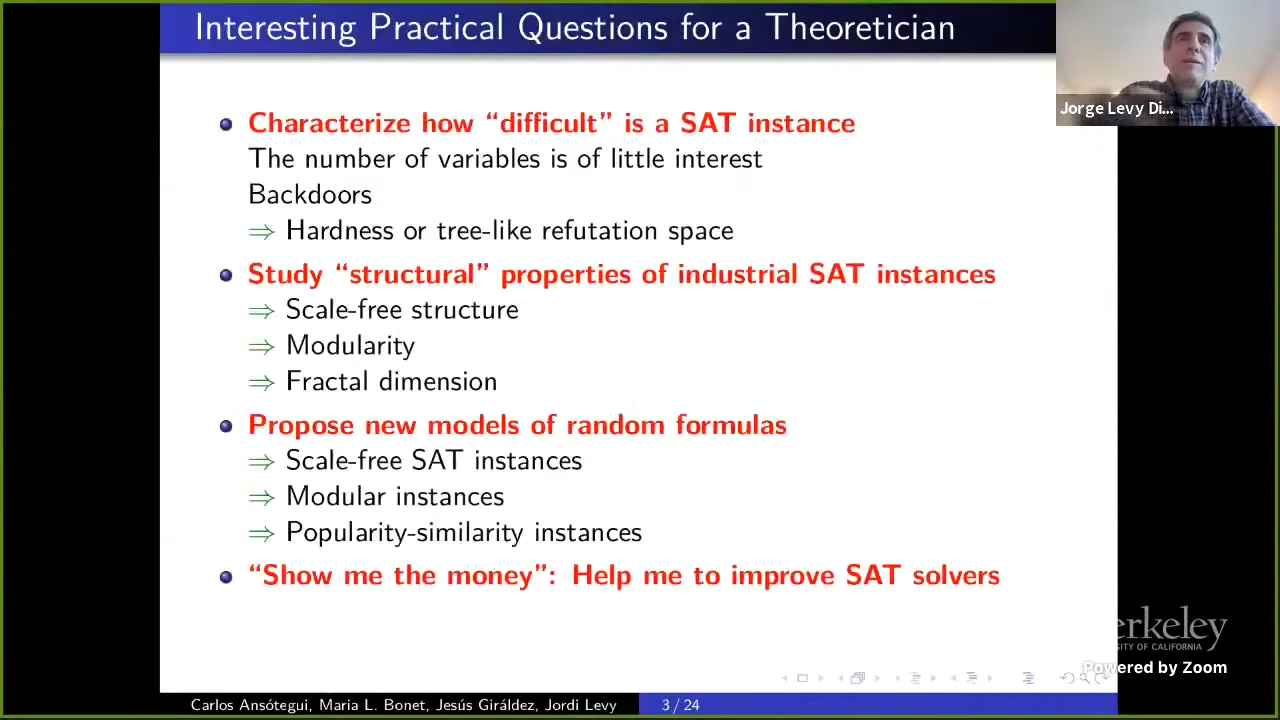 Interesting Practical Questions for a Theoretician
Jorge Levy Di...
Characterize how “difficult” is a SAT instance
The number of variables is of little interest
Backdoors
⇒ Hardness or tree-like refutation space
Study “structural” properties of industrial SAT instances
⇒ Scale-free structure
⇒ Modularity
⇒ Fractal dimension
Propose new models of random formulas
⇒ Scale-free SAT instances
⇒ Modular instances
⇒ Popularity-similarity instances
“Show me the money”: Help me to improve SAT solvers
erkeley
SITY OF CALIFORNIA
Powered by Zoom
Carlos Ansótegui, Maria L. Bonet, Jesús Giráldez, Jordi Levy
3 / 24